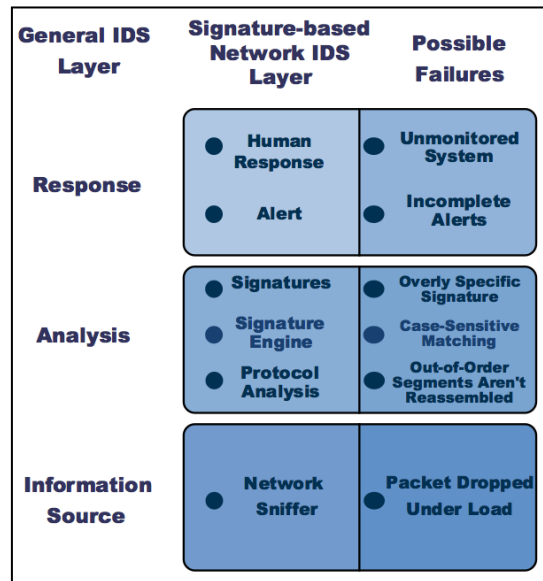 General IDS
Layer
Signature-based
Network IDS
Layer
Possible
Failures
Response
Human
Response
Unmonitored
System
Alert
Incomplete
Alerts
Analysis
Signatures
Overly Specific
Signature
Signature
Engine
Case-Sensitive
Matching
Protocol
Analysis
Out-of-Order
Segments Aren't
Reassembled
Information
Source
Network
Sniffer
Packet Dropped
Under Load